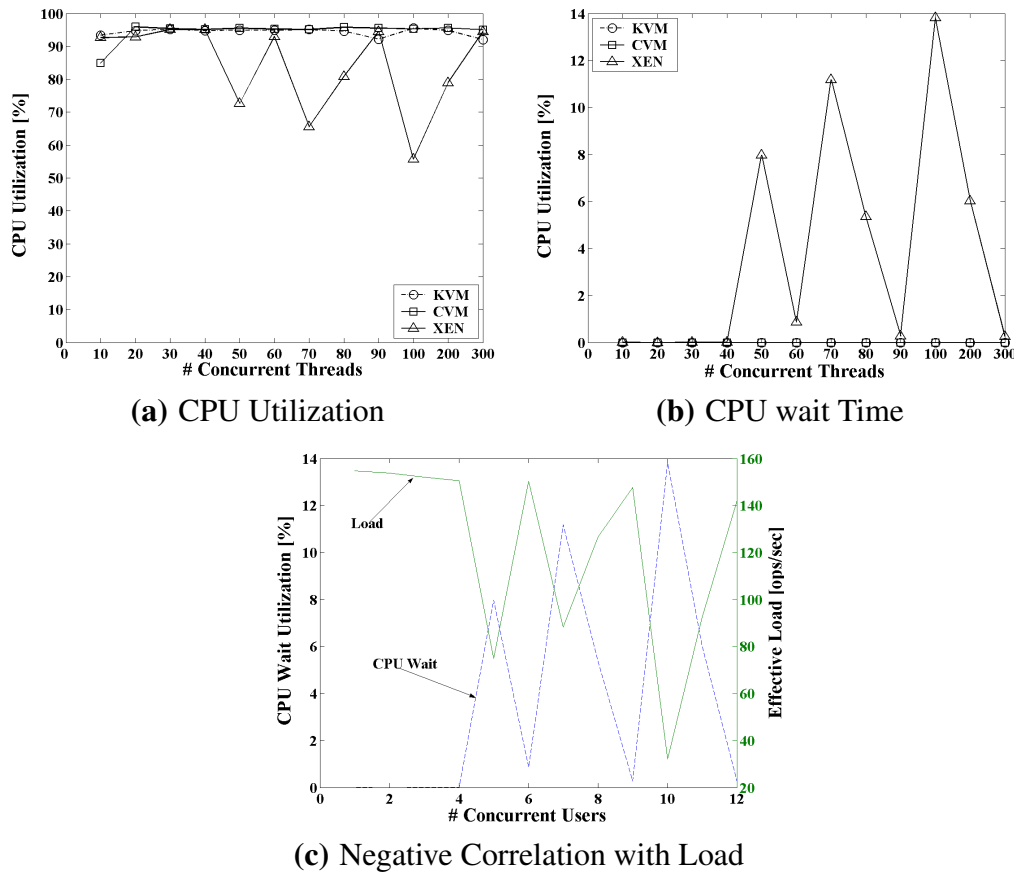 100
90
80
70
60
50
40
30
20
10
0
CPU Utilization [%]
KVM
CVM
XEN
0 10 20 30 40 50 60 70 80 90 100 200 300
# Concurrent Threads
(a) CPU Utilization
14
12
10
8
6
4
2
0
CPU Utilization [%]
KVM
CVM
XEN
0 10 20 30 40 50 60 70 80 90 100 200 300
# Concurrent Threads
(b) CPU wait Time
14
12
10
8
6
4
2
0
CPU Wait Utilization [%]
Load
CPU Wait
160
140
120
100
80
60
40
20
Effective Load [ops/sec]
0 2 4 6 8 10 12
# Concurrent Users
(c) Negative Correlation with Load